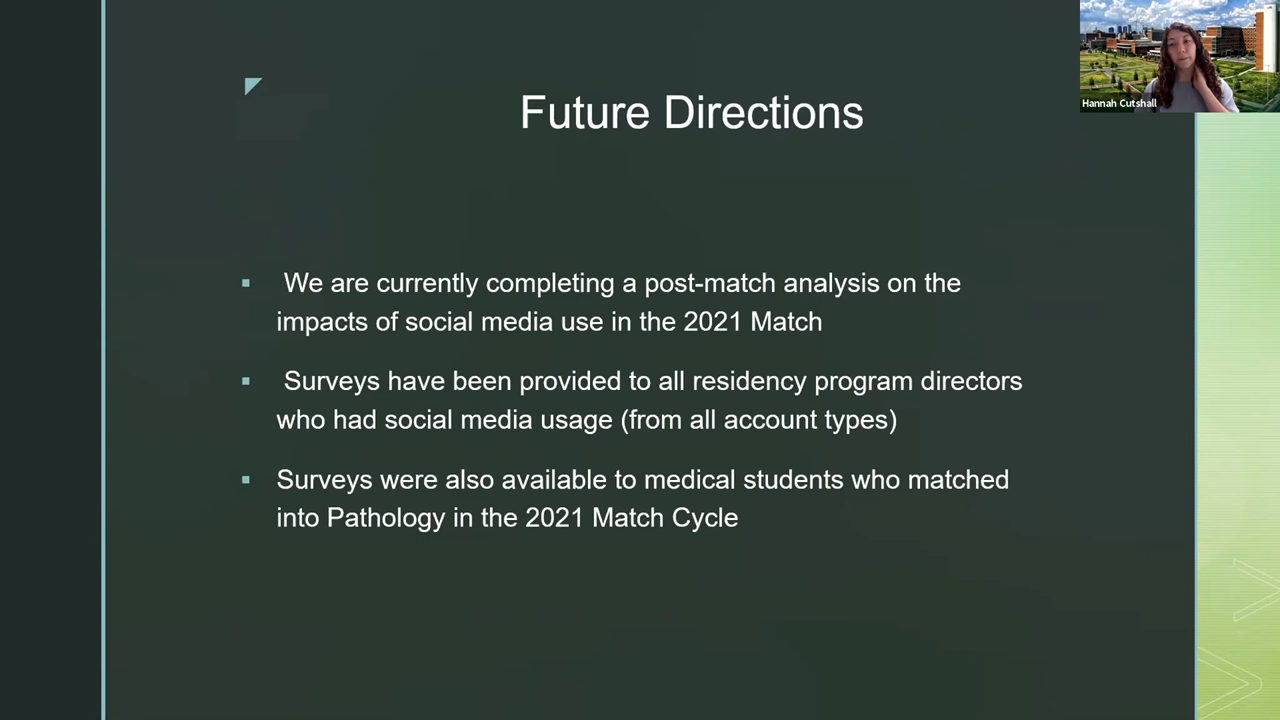 Future Directions
Hannah Cutshall
▪ We are currently completing a post-match analysis on the
impacts of social media use in the 2021 Match
▪ Surveys have been provided to all residency program directors
who had social media usage (from all account types)
▪ Surveys were also available to medical students who matched
into Pathology in the 2021 Match Cycle